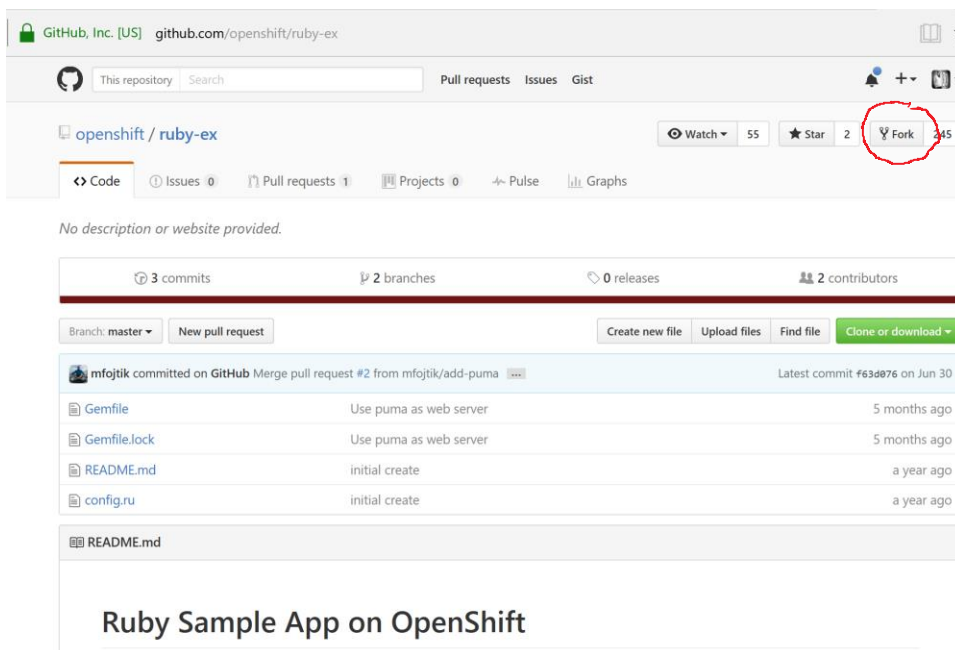 GitHub, Inc. [US] github.com/openshift/ruby-ex
This repository Search Pull requests Issues Gist
openshift / ruby-ex Watch 55 Star 2 Fork 245
Code Issues 0 Pull requests 1 Projects 0 Pulse Graphs
No description or website provided.
3 commits 2 branches 0 releases 2 contributors
Branch: master New pull request Create new file Upload files Find file Clone or download
mfojtik committed on GitHub Merge pull request #2 from mfojtik/add-puma ... Latest commit f63d076 on Jun 30
Gemfile Use puma as web server 5 months ago
Gemfile.lock Use puma as web server 5 months ago
README.md initial create a year ago
config.ru initial create a year ago
README.md
Ruby Sample App on OpenShift